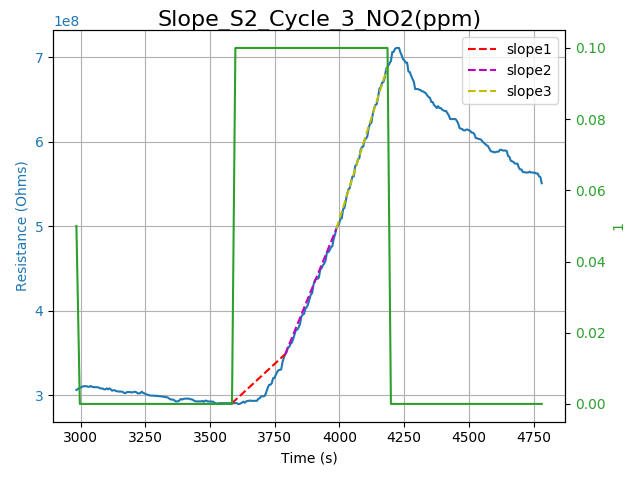 Slope_S2_Cycle_3_NO2(ppm)
1e8
7
6
5
4
3
Resistance (Ohms)
slope1
slope2
slope3
0.10
0.08
0.06
0.04
0.02
0.00
1
3000 3250 3500 3750 4000 4250 4500 4750
Time (s)